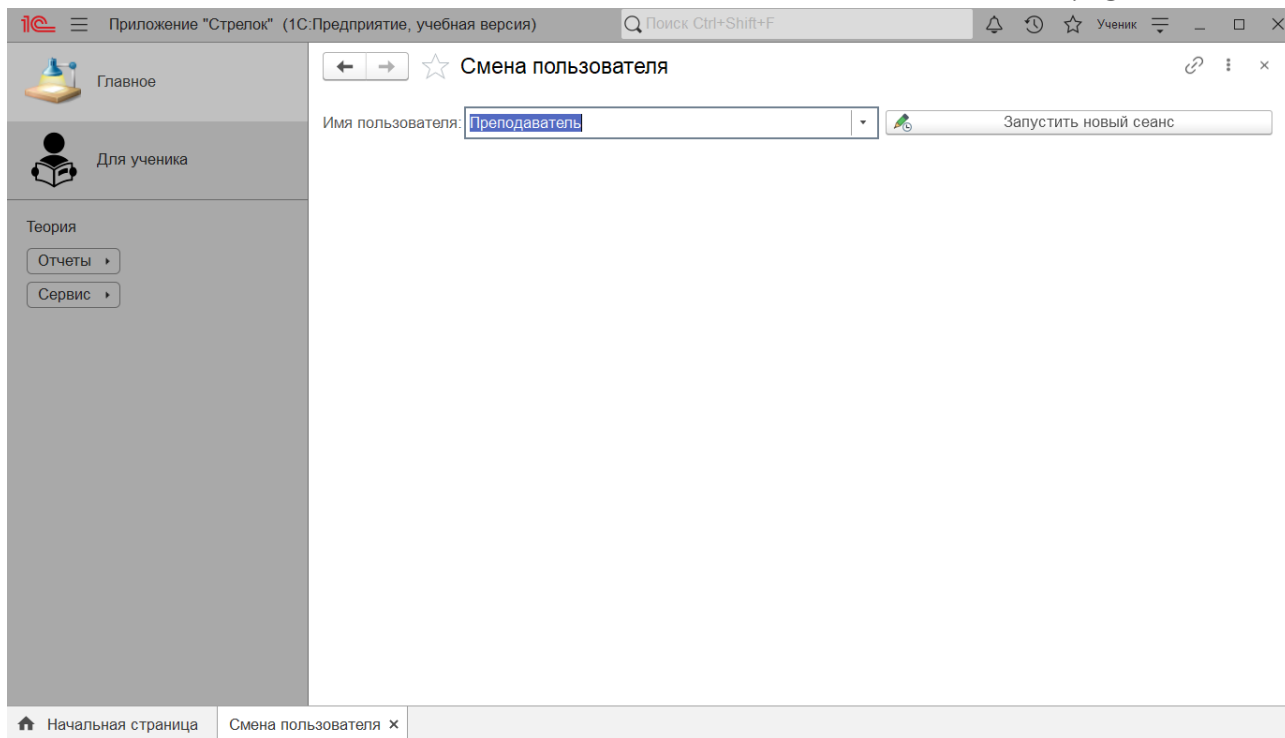 1С Приложение "Стрелок" (1С:Предприятие, учебная версия) Поиск Ctrl+Shift+F Ученик
Главное
Для ученика
Теория
Отчеты
Сервис
Смена пользователя
Имя пользователя: Преподаватель Запустить новый сеанс
Начальная страница Смена пользователя